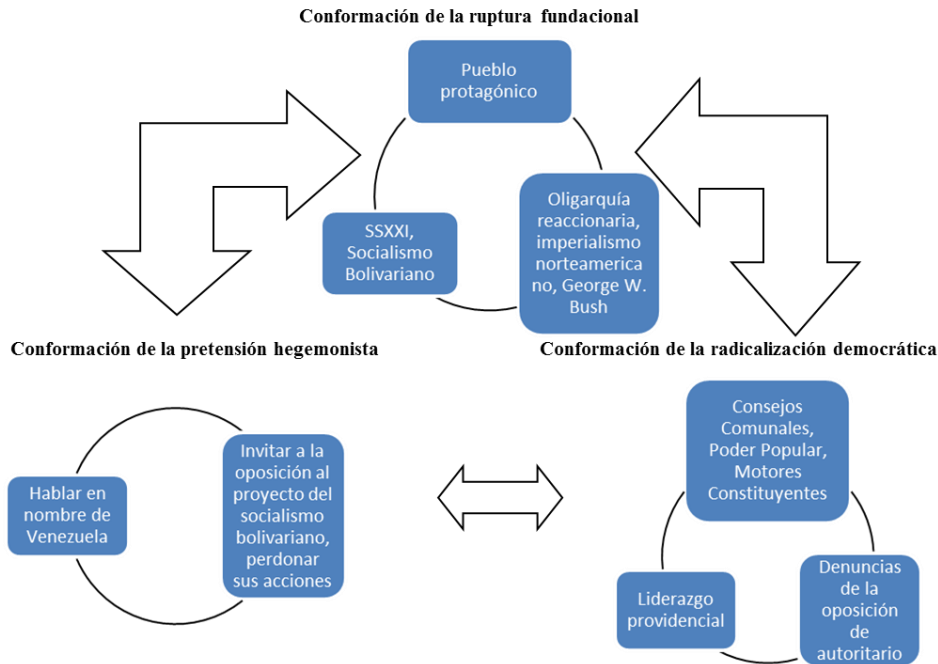 Conformación de la ruptura fundacional
Pueblo
protagónico
SSXXI,
Socialismo
Bolivariano
Oligarquía
reaccionaria,
imperialismo
norteamerica
no, George W.
Bush
Conformación de la pretensión hegemonista
Hablar en
nombre de
Venezuela
Invitar a la
oposición al
proyecto del
socialismo
bolivariano,
perdonar
sus acciones
Conformación de la radicalización democrática
Consejos
Comunales,
Poder Popular,
Motores
Constituyentes
Liderazgo
providencial
Denuncias
de la
oposición
de
autoritario